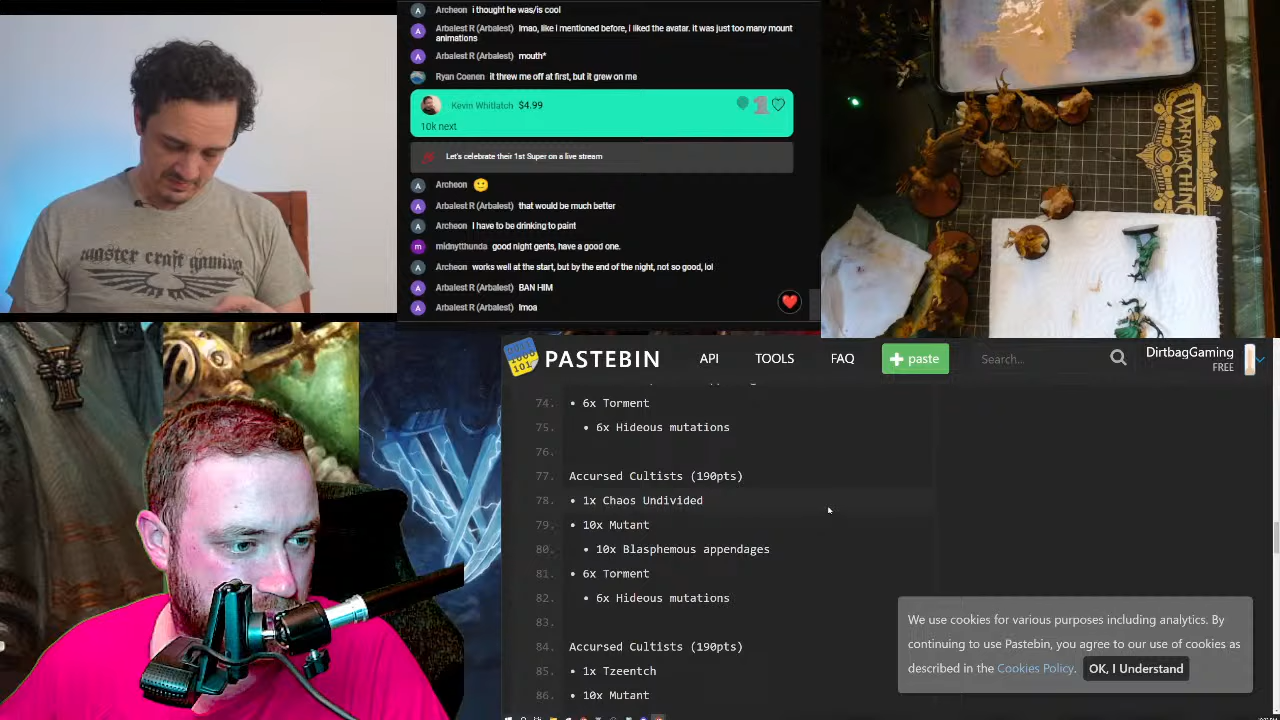 Archeon i thought he was/is cool
Arbalest R (Arbalest) lmao, like i mentioned before, i liked the avatar. it was just too many mount
animations
Arbalest R (Arbalest) mouth*
Ryan Coenen it threw me off at first, but it grew on me
Kevin Whitlatch $4.99
10k next
Let's celebrate their 1st Super on a live stream
Archeon
Arbalest R (Arbalest) that would be much better
Archeon I have to be drinking to paint
midnytthunda good night gents, have a good one.
Archeon works well at the start, but by the end of the night, not so good, lol
Arbalest R (Arbalest) BAN HIM
Arbalest R (Arbalest) lmoa
master craft gaming
WARMACHINE
PASTEBIN API TOOLS FAQ + paste Search... DirtbagGaming
FREE
74. • 6x Torment
75. • 6x Hideous mutations
76.
77. Accursed Cultists (190pts)
78. • 1x Chaos Undivided
79. • 10x Mutant
80. • 10x Blasphemous appendages
81. • 6x Torment
82. • 6x Hideous mutations
83.
84. Accursed Cultists (190pts)
85. • 1x Tzeentch
86. • 10x Mutant
We use cookies for various purposes including analytics. By
continuing to use Pastebin, you agree to our use of cookies as
described in the Cookies Policy. OK, I Understand